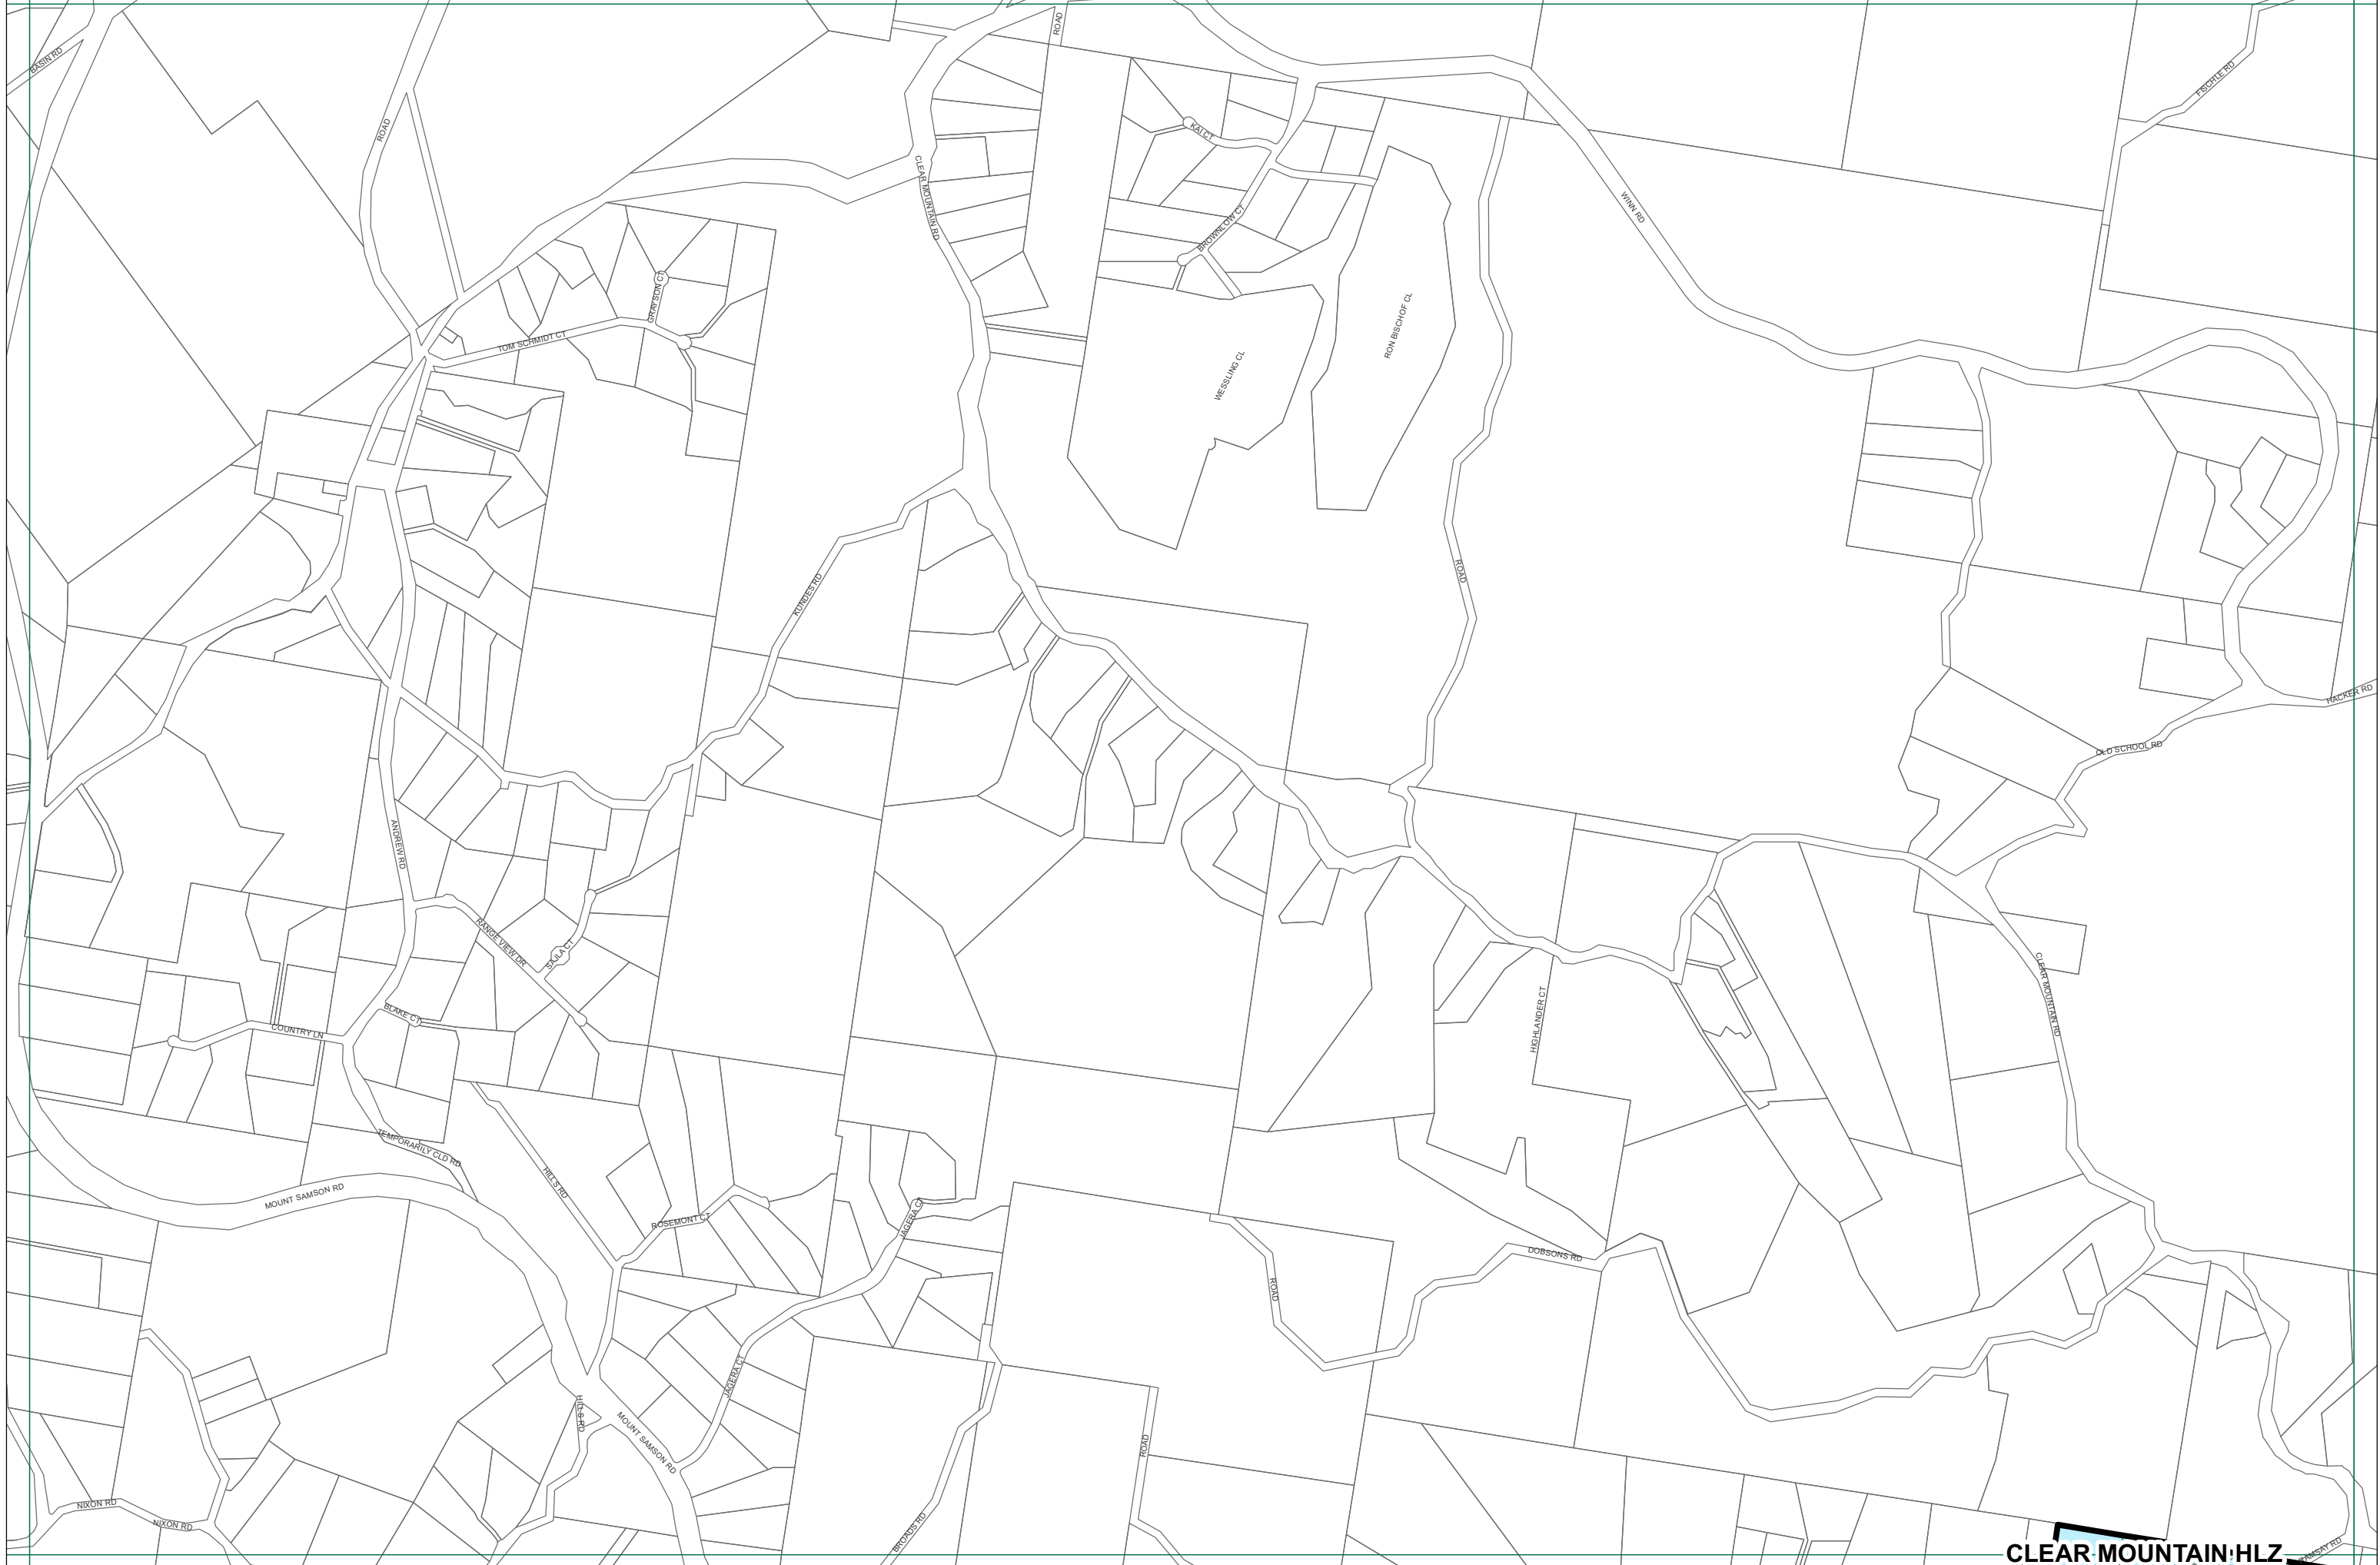 ROAD
BASIN RD
FISCHLE RD
ROAD
KAI CT
CLEAR MOUNTAIN RD
WINN RD
BROWNLOW CT
GRAYSON CT
TOM SCHMIDT CT
RON BISCHOF CL
WESSLING CL
ROAD
KUNDES RD
HACKER RD
OLD SCHOOL RD
ANDREW RD
RANGE VIEW DR
SAJLA CT
CLEAR MOUNTAIN RD
BLAKE CT
HIGHLANDER CT
COUNTRY LN
TEMPORARILY CLD RD
HILLS RD
MOUNT SAMSON RD
JAGERA CT
ROSEMONT CT
DOBSONS RD
ROAD
JAGERA CT
HILLS RD
MOUNT SAMSON RD
ROAD
NIXON RD
NIXON RD
BROADS RD
RAMSAY RD
CLEAR MOUNTAIN HLZ